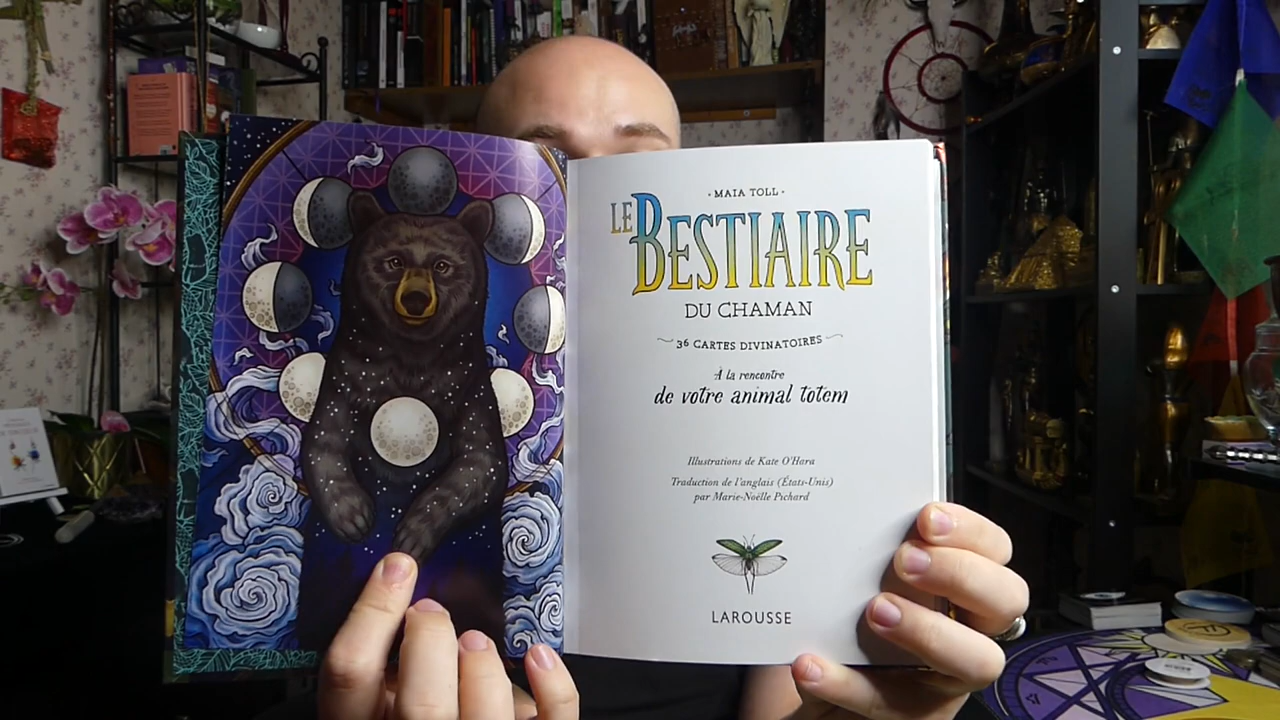 · MAIA TOLL ·
LE BESTIAIRE
DU CHAMAN
36 CARTES DIVINATOIRES
À la rencontre
de votre animal totem
Illustrations de Kate O'Hara
Traduction de l'anglais (États-Unis)
par Marie-Noëlle Pichard
LAROUSSE